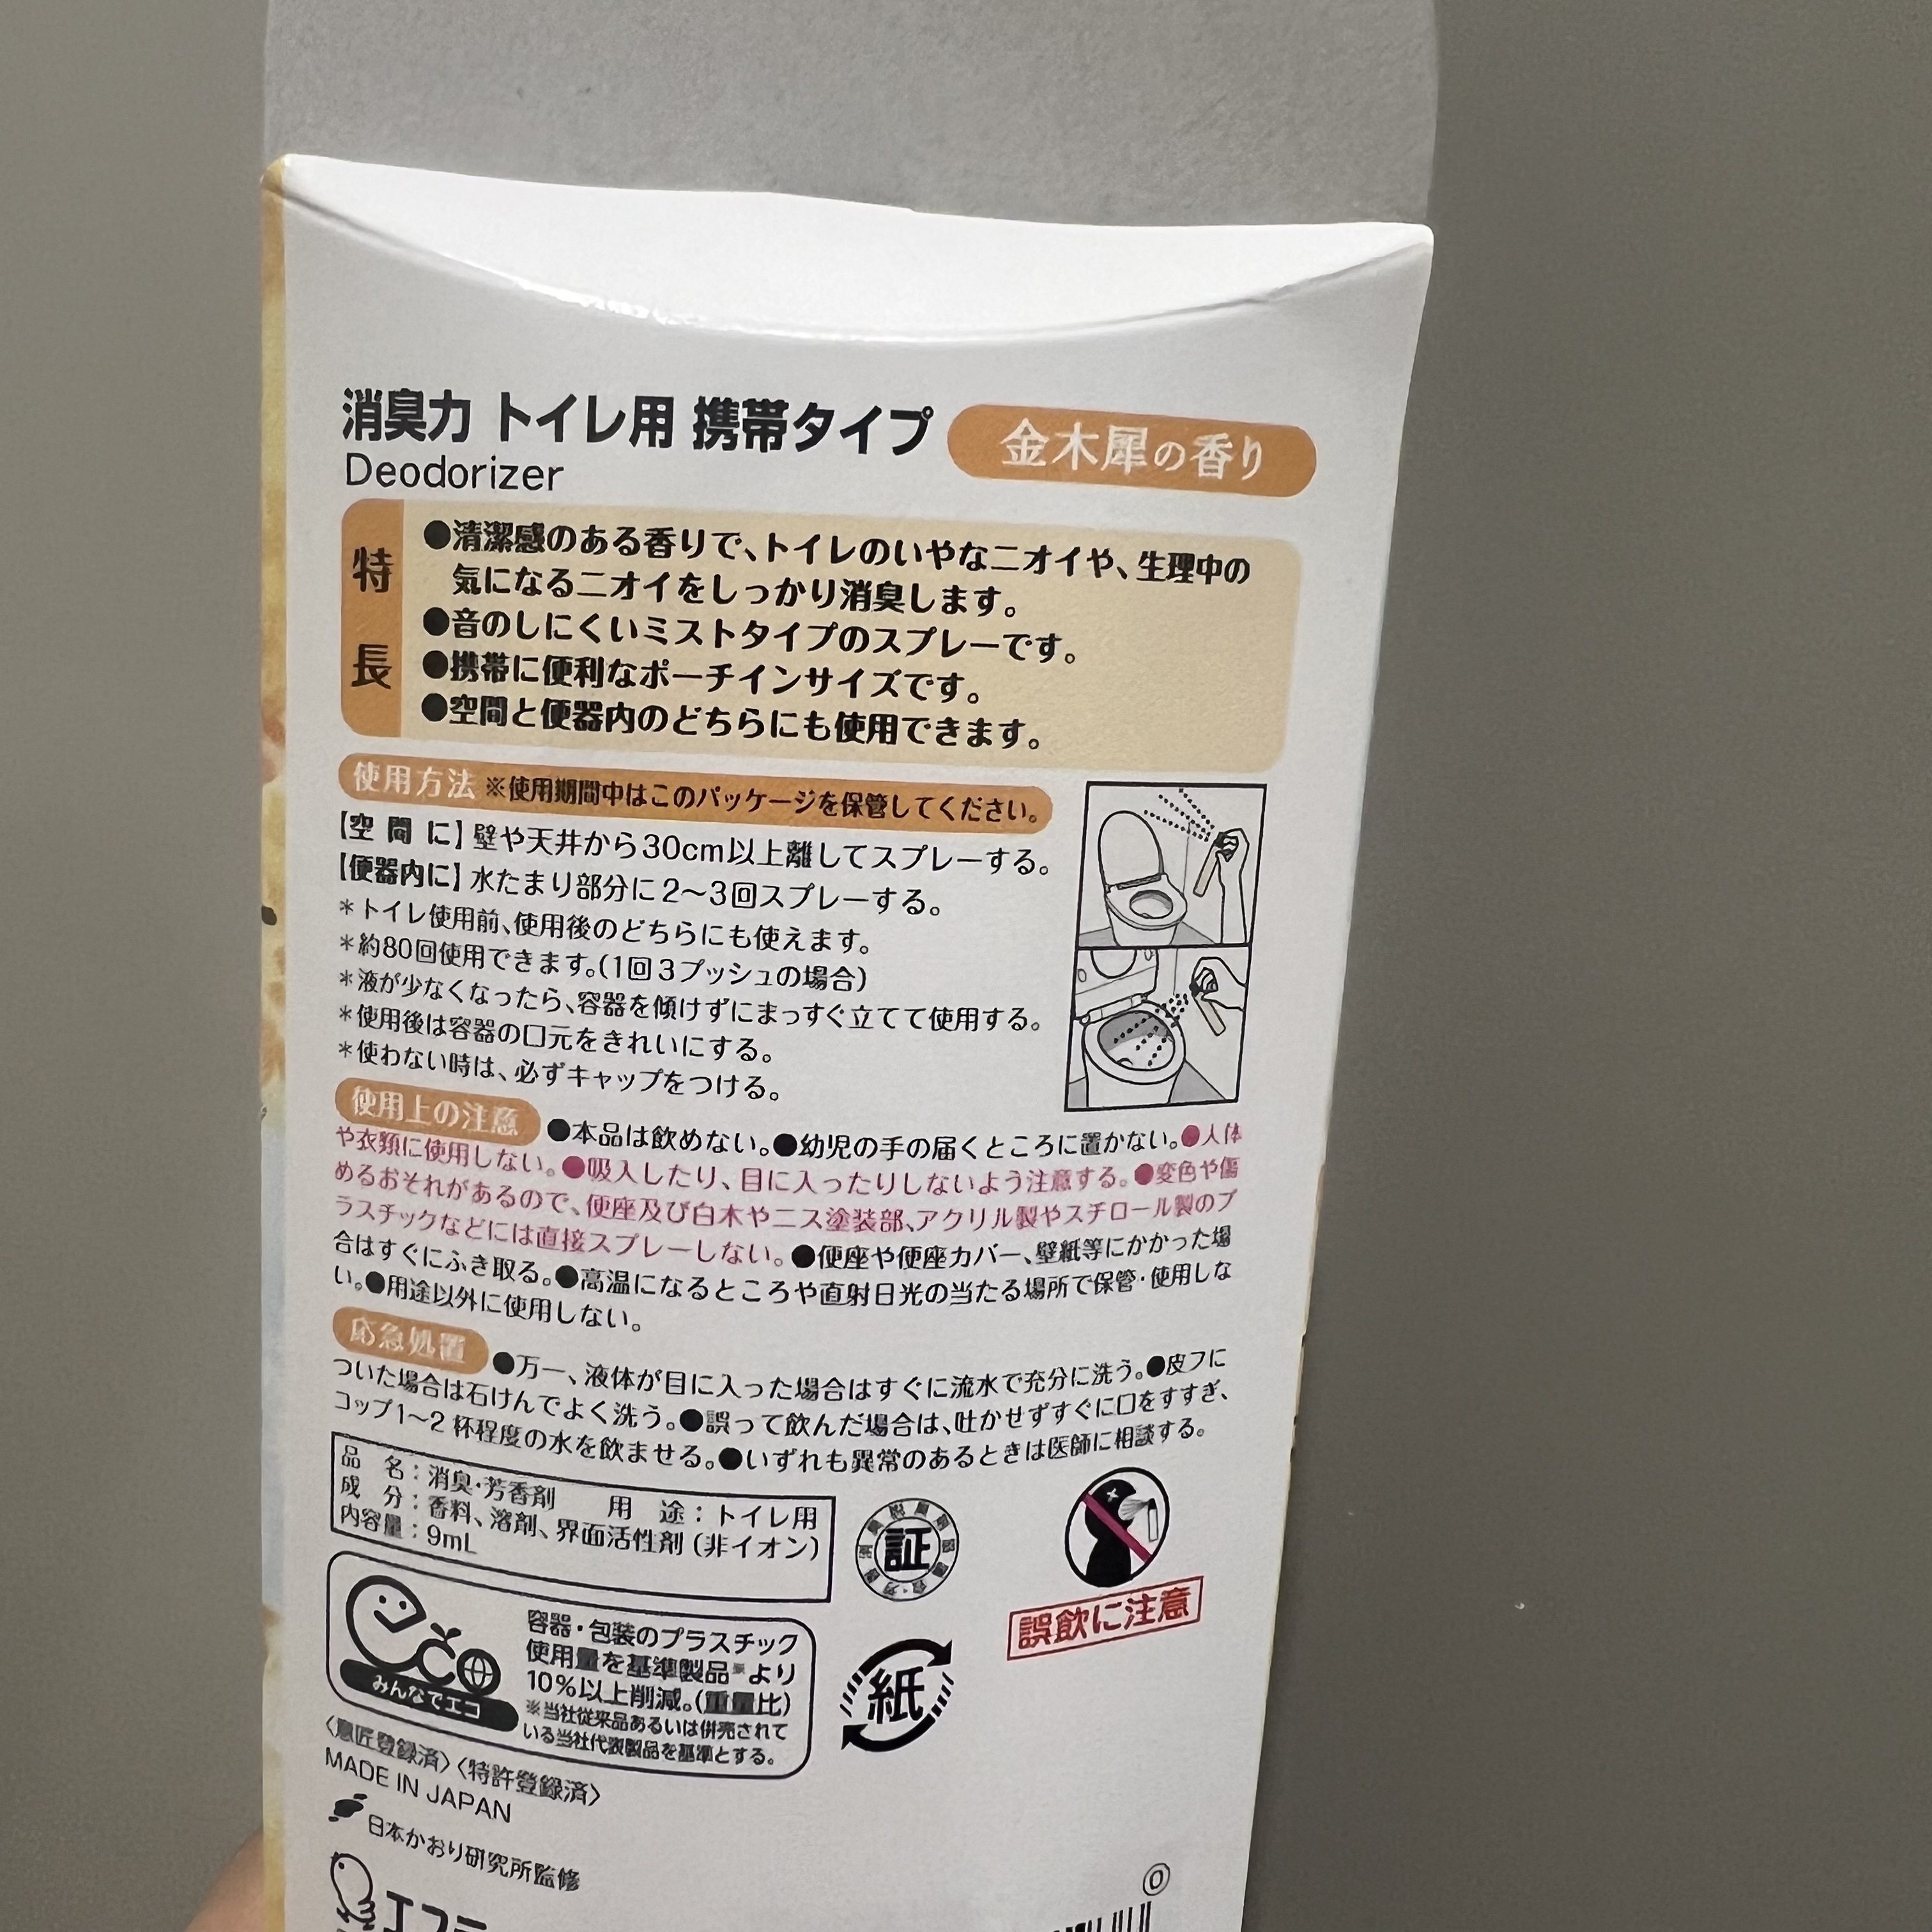 消臭力 トイレ用 携帯タイプ 金木犀の香り
Deodorizer
特長
●清潔感のある香りで、トイレのいやなニオイや、生理中の
気になるニオイをしっかり消臭します。
●音のしにくいミストタイプのスプレーです。
●携帯に便利なポーチインサイズです。
●空間と便器内のどちらにも使用できます。
使用方法 ※使用期間中はこのパッケージを保管してください。
【空間に】壁や天井から30cm以上離してスプレーする。
【便器内に】水たまり部分に2～3回スプレーする。
＊トイレ使用前、使用後のどちらにも使えます。
＊約80回使用できます。(1回3プッシュの場合)
＊液が少なくなったら、容器を傾けずにまっすぐ立てて使用する。
＊使用後は容器の口元をきれいにする。
＊使わない時は、必ずキャップをつける。
使用上の注意 ●本品は飲めない。●幼児の手の届くところに置かない。●人体
や衣類に使用しない。●吸入したり、目に入ったりしないよう注意する。●変色や傷
めるおそれがあるので、便座及び白木やニス塗装部、アクリル製やスチロール製のプ
ラスチックなどには直接スプレーしない。●便座や便座カバー、壁紙等にかかった場
合はすぐにふき取る。●高温になるところや直射日光の当たる場所で保管・使用しな
い。●用途以外に使用しない。
応急処置 ●万一、液体が目に入った場合はすぐに流水で充分に洗う。●皮フに
ついた場合は石けんでよく洗う。●誤って飲んだ場合は、吐かせずすぐに口をすすぎ、
コップ1～2杯程度の水を飲ませる。●いずれも異常のあるときは医師に相談する。
品名：消臭・芳香剤 用途：トイレ用
成分：香料、溶剤、界面活性剤(非イオン)
内容量：9mL
証
誤飲に注意
eco
みんなでエコ
容器・包装のプラスチック
使用量を基準製品※より
10%以上削減。(重量比)
※当社従来品あるいは併売されて
いる当社代表製品を基準とする。
紙
〈意匠登録済〉〈特許登録済〉
MADE IN JAPAN
日本かおり研究所監修
エステ
0